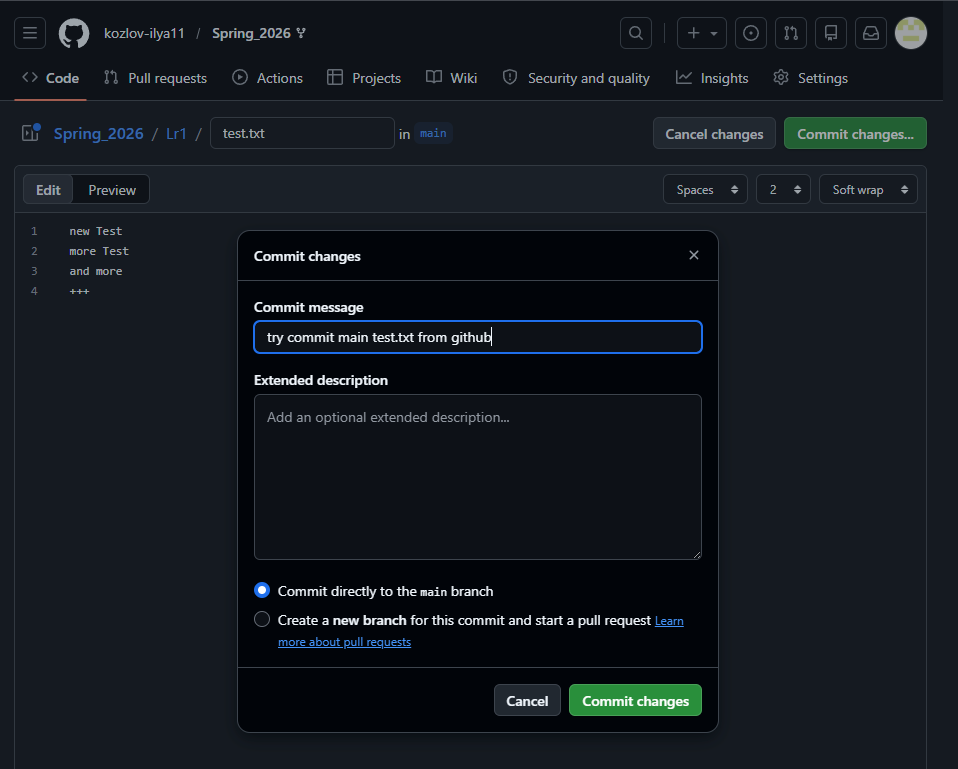 kozlov-ilya11 / Spring_2026
Code Pull requests Actions Projects Wiki Security and quality Insights Settings
Spring_2026 / Lr1 / test.txt in main Cancel changes Commit changes...
Edit Preview Spaces 2 Soft wrap
1 new Test
2 more Test
3 and more
4 +++
Commit changes
Commit message
try commit main test.txt from github
Extended description
Add an optional extended description...
Commit directly to the main branch
Create a new branch for this commit and start a pull request Learn
more about pull requests
Cancel Commit changes